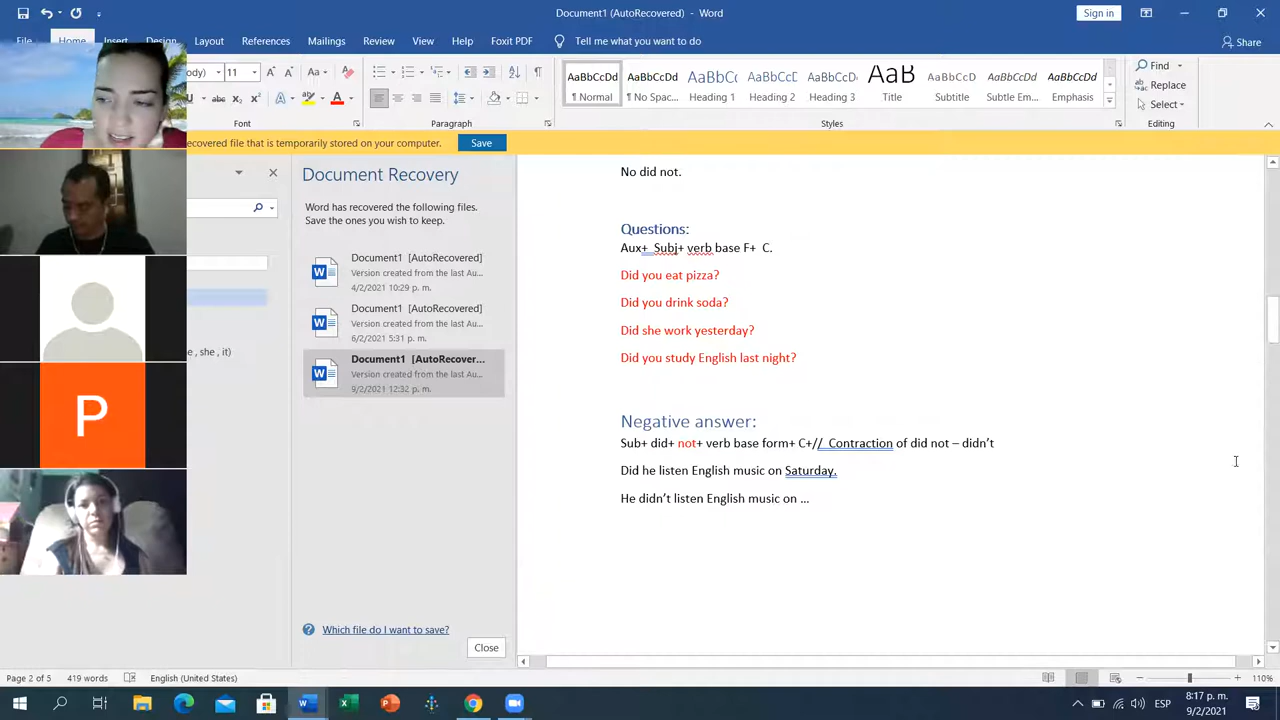 Document1 (AutoRecovered) - Word
Sign in
Home
Layout
References
Mailings
Review
View
Help
Foxit PDF
Tell me what you want to do
Share
11
AaBbCcDd
AaBbCcDd
AaBbCc
AaBbCcD
AaBbCcD
AaB
AaBbCcD
AaBbCcDd
AaBbCcDd
¶ Normal
¶ No Spac...
Heading 1
Heading 2
Heading 3
Title
Subtitle
Subtle Em...
Emphasis
Find
Replace
Select
Font
Paragraph
Styles
Editing
recovered file that is temporarily stored on your computer.
Save
Document Recovery
Word has recovered the following files.
Save the ones you wish to keep.
Document1 [AutoRecovered]
Version created from the last Au...
4/2/2021 10:29 p. m.
Document1 [AutoRecovered]
Version created from the last Au...
6/2/2021 5:31 p. m.
Document1 [AutoRecover...
Version created from the last Au...
9/2/2021 12:32 p. m.
, she , it)
P
Which file do I want to save?
Close
No did not.
Questions:
Aux+ Subj+ verb base F+ C.
Did you eat pizza?
Did you drink soda?
Did she work yesterday?
Did you study English last night?
Negative answer:
Sub+ did+ not+ verb base form+ C+// Contraction of did not – didn't
Did he listen English music on Saturday.
He didn't listen English music on ...
Page 2 of 5
419 words
English (United States)
110%
ESP
8:17 p. m.
9/2/2021